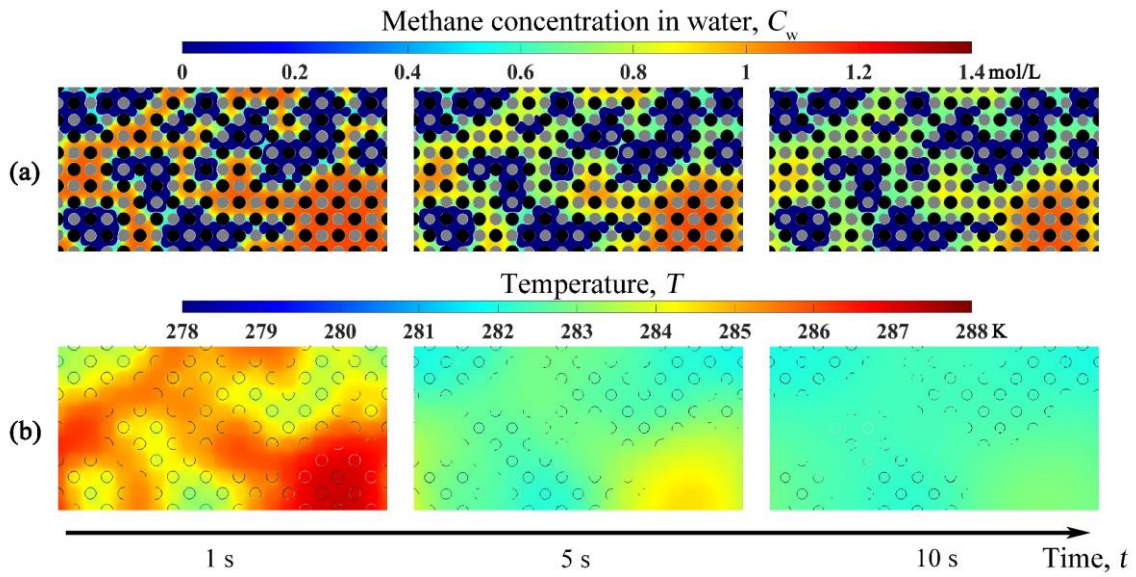 Methane concentration in water, C_w
0 0.2 0.4 0.6 0.8 1 1.2 1.4 mol/L
(a)
Temperature, T
278 279 280 281 282 283 284 285 286 287 288 K
(b)
1 s 5 s 10 s Time, t